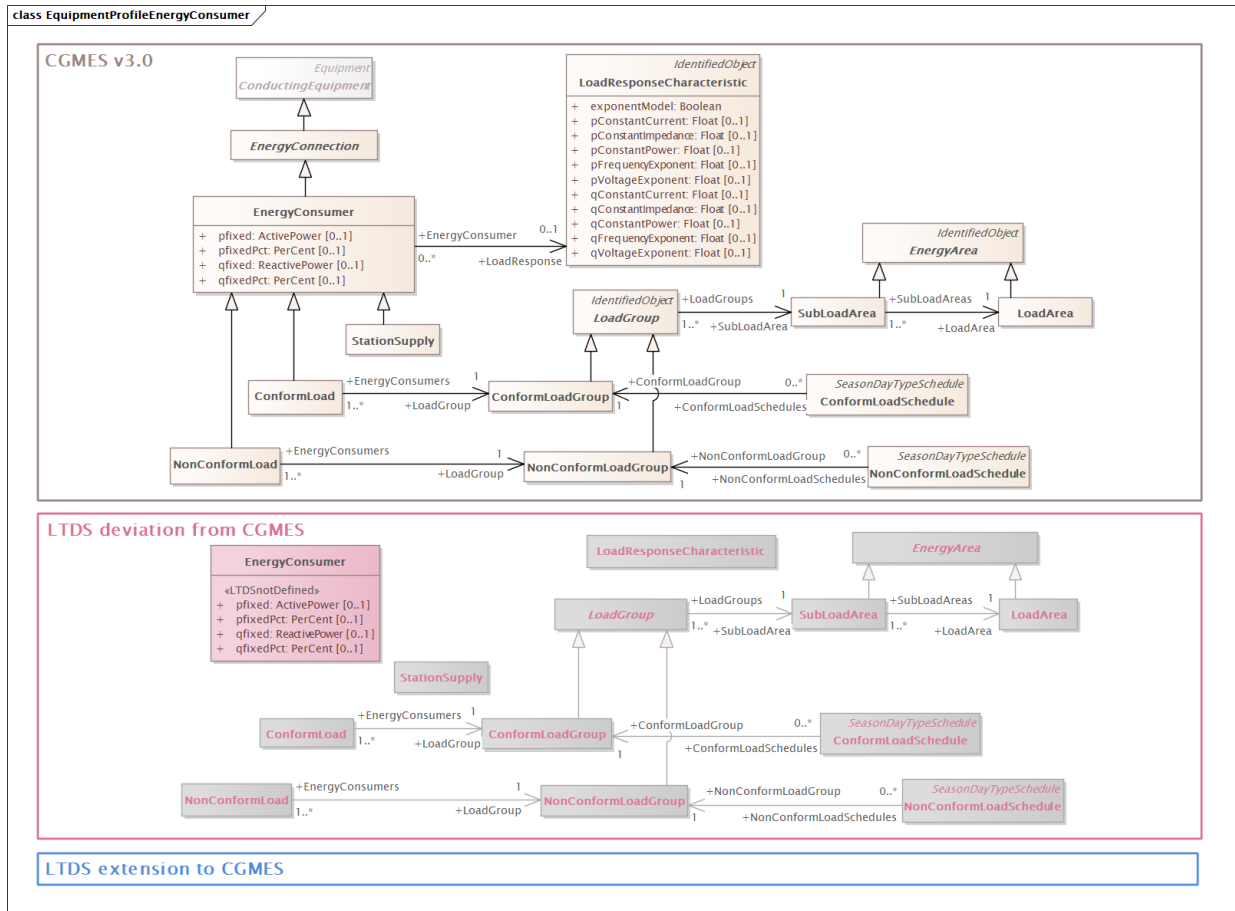 class EquipmentProfileEnergyConsumer
CGMES v3.0
Equipment
ConductingEquipment
EnergyConnection
EnergyConsumer
+ pfixed: ActivePower [0..1]
+ pfixedPct: PerCent [0..1]
+ qfixed: ReactivePower [0..1]
+ qfixedPct: PerCent [0..1]
+EnergyConsumer
0..*
0..1
+LoadResponse
IdentifiedObject
LoadResponseCharacteristic
+ exponentModel: Boolean
+ pConstantCurrent: Float [0..1]
+ pConstantImpedance: Float [0..1]
+ pConstantPower: Float [0..1]
+ pFrequencyExponent: Float [0..1]
+ pVoltageExponent: Float [0..1]
+ qConstantCurrent: Float [0..1]
+ qConstantImpedance: Float [0..1]
+ qConstantPower: Float [0..1]
+ qFrequencyExponent: Float [0..1]
+ qVoltageExponent: Float [0..1]
IdentifiedObject
EnergyArea
IdentifiedObject
LoadGroup
+LoadGroups
1
1..*
+SubLoadArea
SubLoadArea
+SubLoadAreas
1
1..*
+LoadArea
LoadArea
StationSupply
ConformLoad
+EnergyConsumers
1
1..*
+LoadGroup
ConformLoadGroup
+ConformLoadGroup
0..*
1
+ConformLoadSchedules
SeasonDayTypeSchedule
ConformLoadSchedule
NonConformLoad
+EnergyConsumers
1
1..*
+LoadGroup
NonConformLoadGroup
+NonConformLoadGroup
0..*
1
+NonConformLoadSchedules
SeasonDayTypeSchedule
NonConformLoadSchedule
LTDS deviation from CGMES
EnergyConsumer
«LTDSnotDefined»
+ pfixed: ActivePower [0..1]
+ pfixedPct: PerCent [0..1]
+ qfixed: ReactivePower [0..1]
+ qfixedPct: PerCent [0..1]
LoadResponseCharacteristic
EnergyArea
LoadGroup
+LoadGroups
1
1..*
+SubLoadArea
SubLoadArea
+SubLoadAreas
1
1..*
+LoadArea
LoadArea
StationSupply
ConformLoad
+EnergyConsumers
1
1..*
+LoadGroup
ConformLoadGroup
+ConformLoadGroup
0..*
1
+ConformLoadSchedules
SeasonDayTypeSchedule
ConformLoadSchedule
NonConformLoad
+EnergyConsumers
1
1..*
+LoadGroup
NonConformLoadGroup
+NonConformLoadGroup
0..*
1
+NonConformLoadSchedules
SeasonDayTypeSchedule
NonConformLoadSchedule
LTDS extension to CGMES